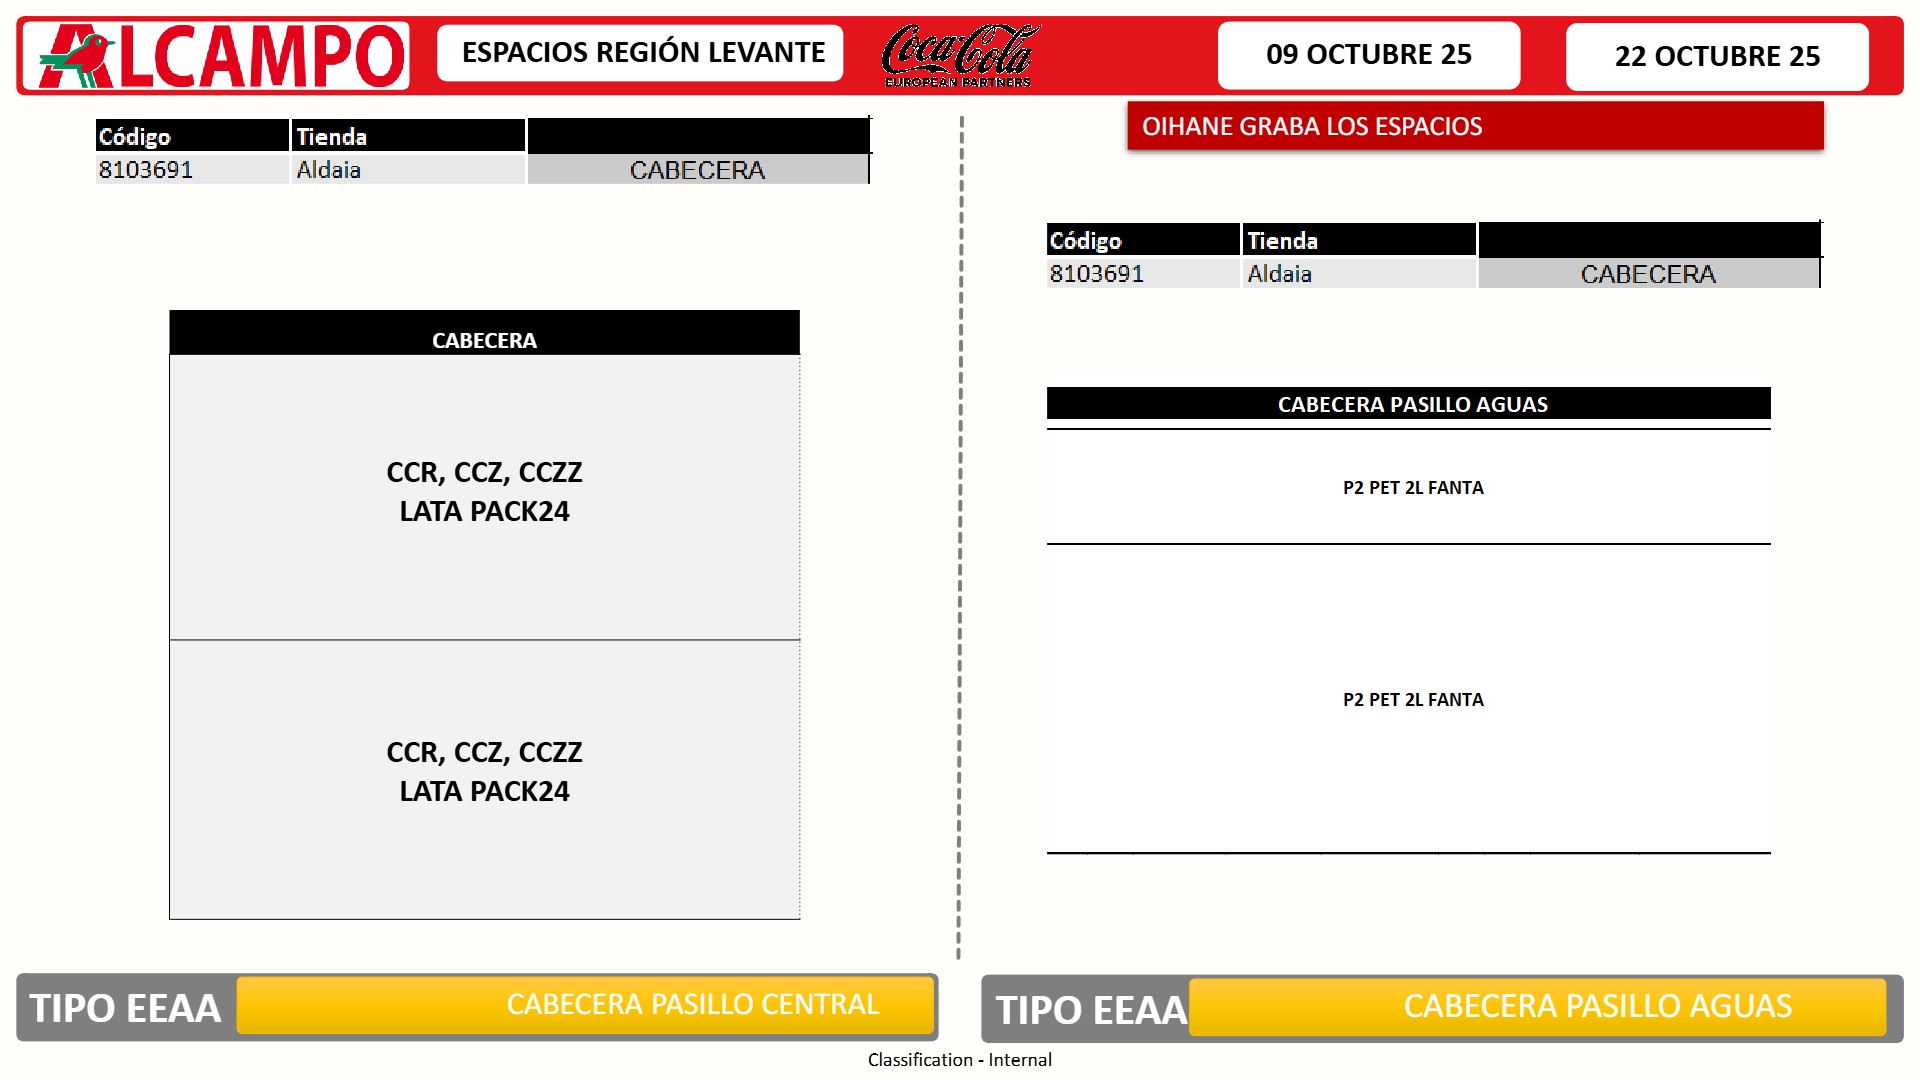 ALCAMPO
ESPACIOS REGIÓN LEVANTE
Coca-Cola
EUROPEAN PARTNERS
09 OCTUBRE 25
22 OCTUBRE 25
Código Tienda
8103691 Aldaia CABECERA
CABECERA
CCR, CCZ, CCZZ
LATA PACK24
CCR, CCZ, CCZZ
LATA PACK24
TIPO EEAA CABECERA PASILLO CENTRAL
OIHANE GRABA LOS ESPACIOS
Código Tienda
8103691 Aldaia CABECERA
CABECERA PASILLO AGUAS
P2 PET 2L FANTA
P2 PET 2L FANTA
TIPO EEAA CABECERA PASILLO AGUAS
Classification - Internal